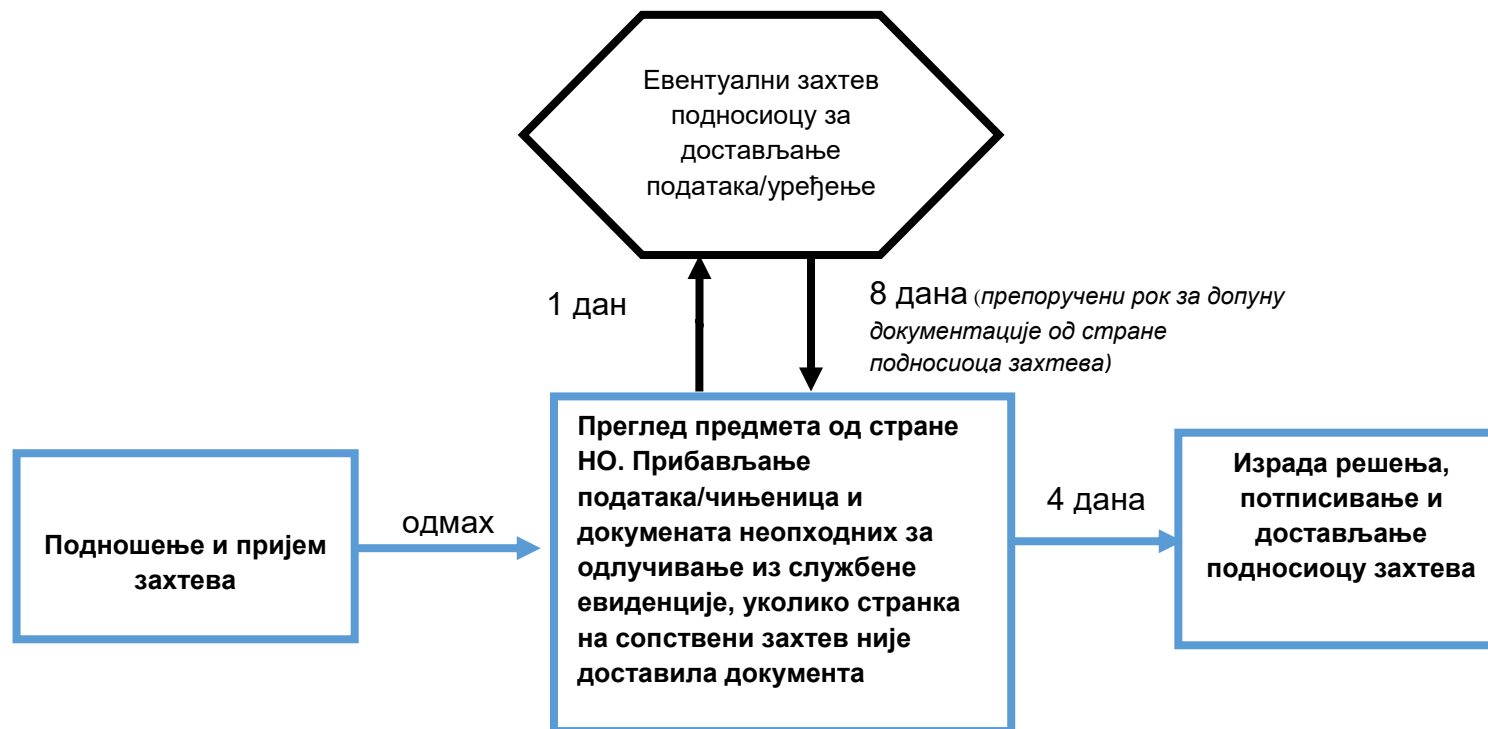 Евентуални захтев
подносиоцу за
достављање
података/уређење
1 дан
8 дана (препоручени рок за допуну
документације од стране
подносиоца захтева)
Подношење и пријем
захтева
одмах
Преглед предмета од стране
НО. Прибављање
података/чињеница и
докумената неопходних за
одлучивање из службене
евиденције, уколико странка
на сопствени захтев није
доставила документа
4 дана
Израда решења,
потписивање и
достављање
подносиоцу захтева